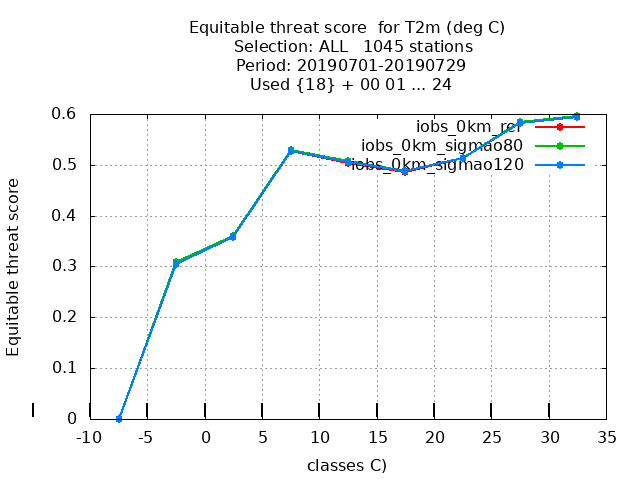 Equitable threat score for T2m (deg C)
Selection: ALL 1045 stations
Period: 20190701-20190729
Used {18} + 00 01 ... 24
iobs_0km_ref
iobs_0km_sigmao80
iobs_0km_sigmao120
Equitable threat score
0.6
0.5
0.4
0.3
0.2
0.1
0
-10 -5 0 5 10 15 20 25 30 35
classes C)